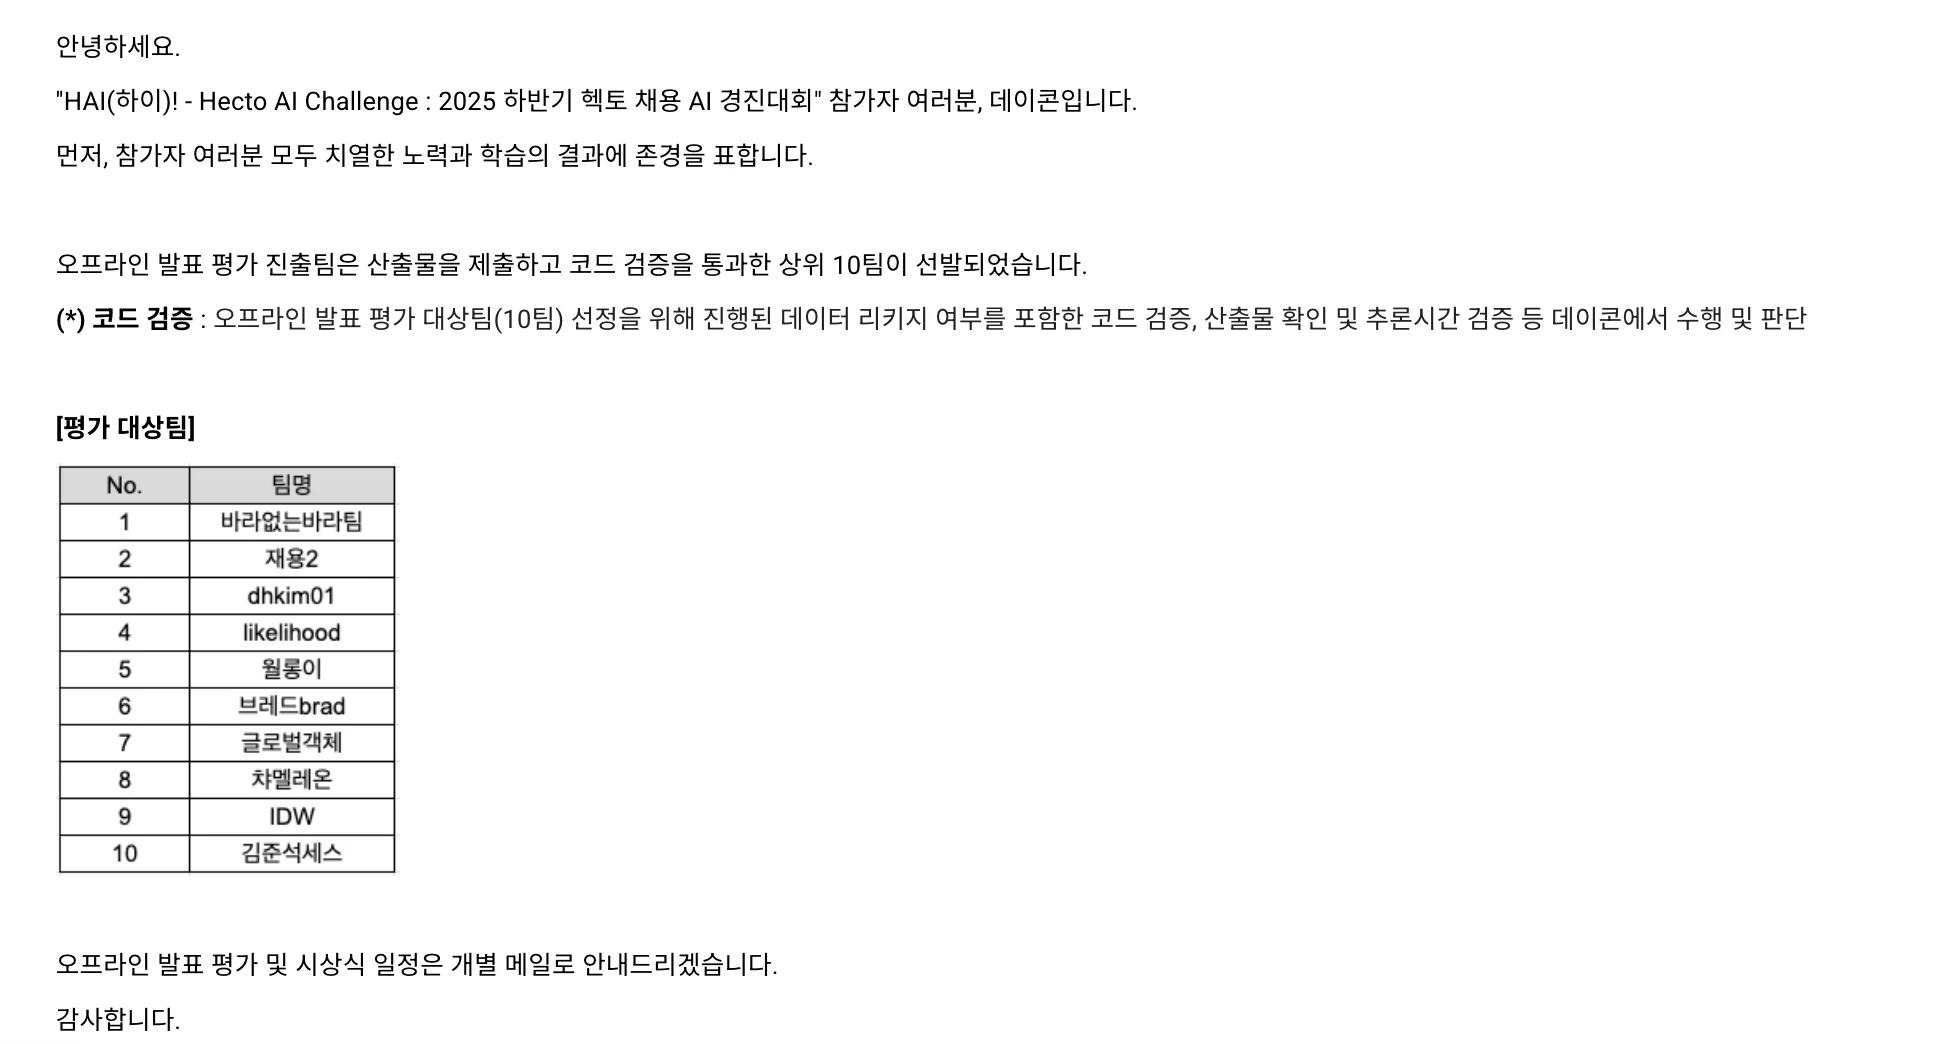 안녕하세요.
"HAI(하이)! - Hecto AI Challenge : 2025 하반기 헥토 채용 AI 경진대회" 참가자 여러분, 데이콘입니다.
먼저, 참가자 여러분 모두 치열한 노력과 학습의 결과에 존경을 표합니다.
오프라인 발표 평가 진출팀은 산출물을 제출하고 코드 검증을 통과한 상위 10팀이 선발되었습니다.
(*) 코드 검증 : 오프라인 발표 평가 대상팀(10팀) 선정을 위해 진행된 데이터 리키지 여부를 포함한 코드 검증, 산출물 확인 및 추론시간 검증 등 데이콘에서 수행 및 판단
[평가 대상팀]
No. 팀명
1 바라없는바라팀
2 재용2
3 dhkim01
4 likelihood
5 월롱이
6 브레드brad
7 글로벌객체
8 챠멜레온
9 IDW
10 김준석세스
오프라인 발표 평가 및 시상식 일정은 개별 메일로 안내드리겠습니다.
감사합니다.